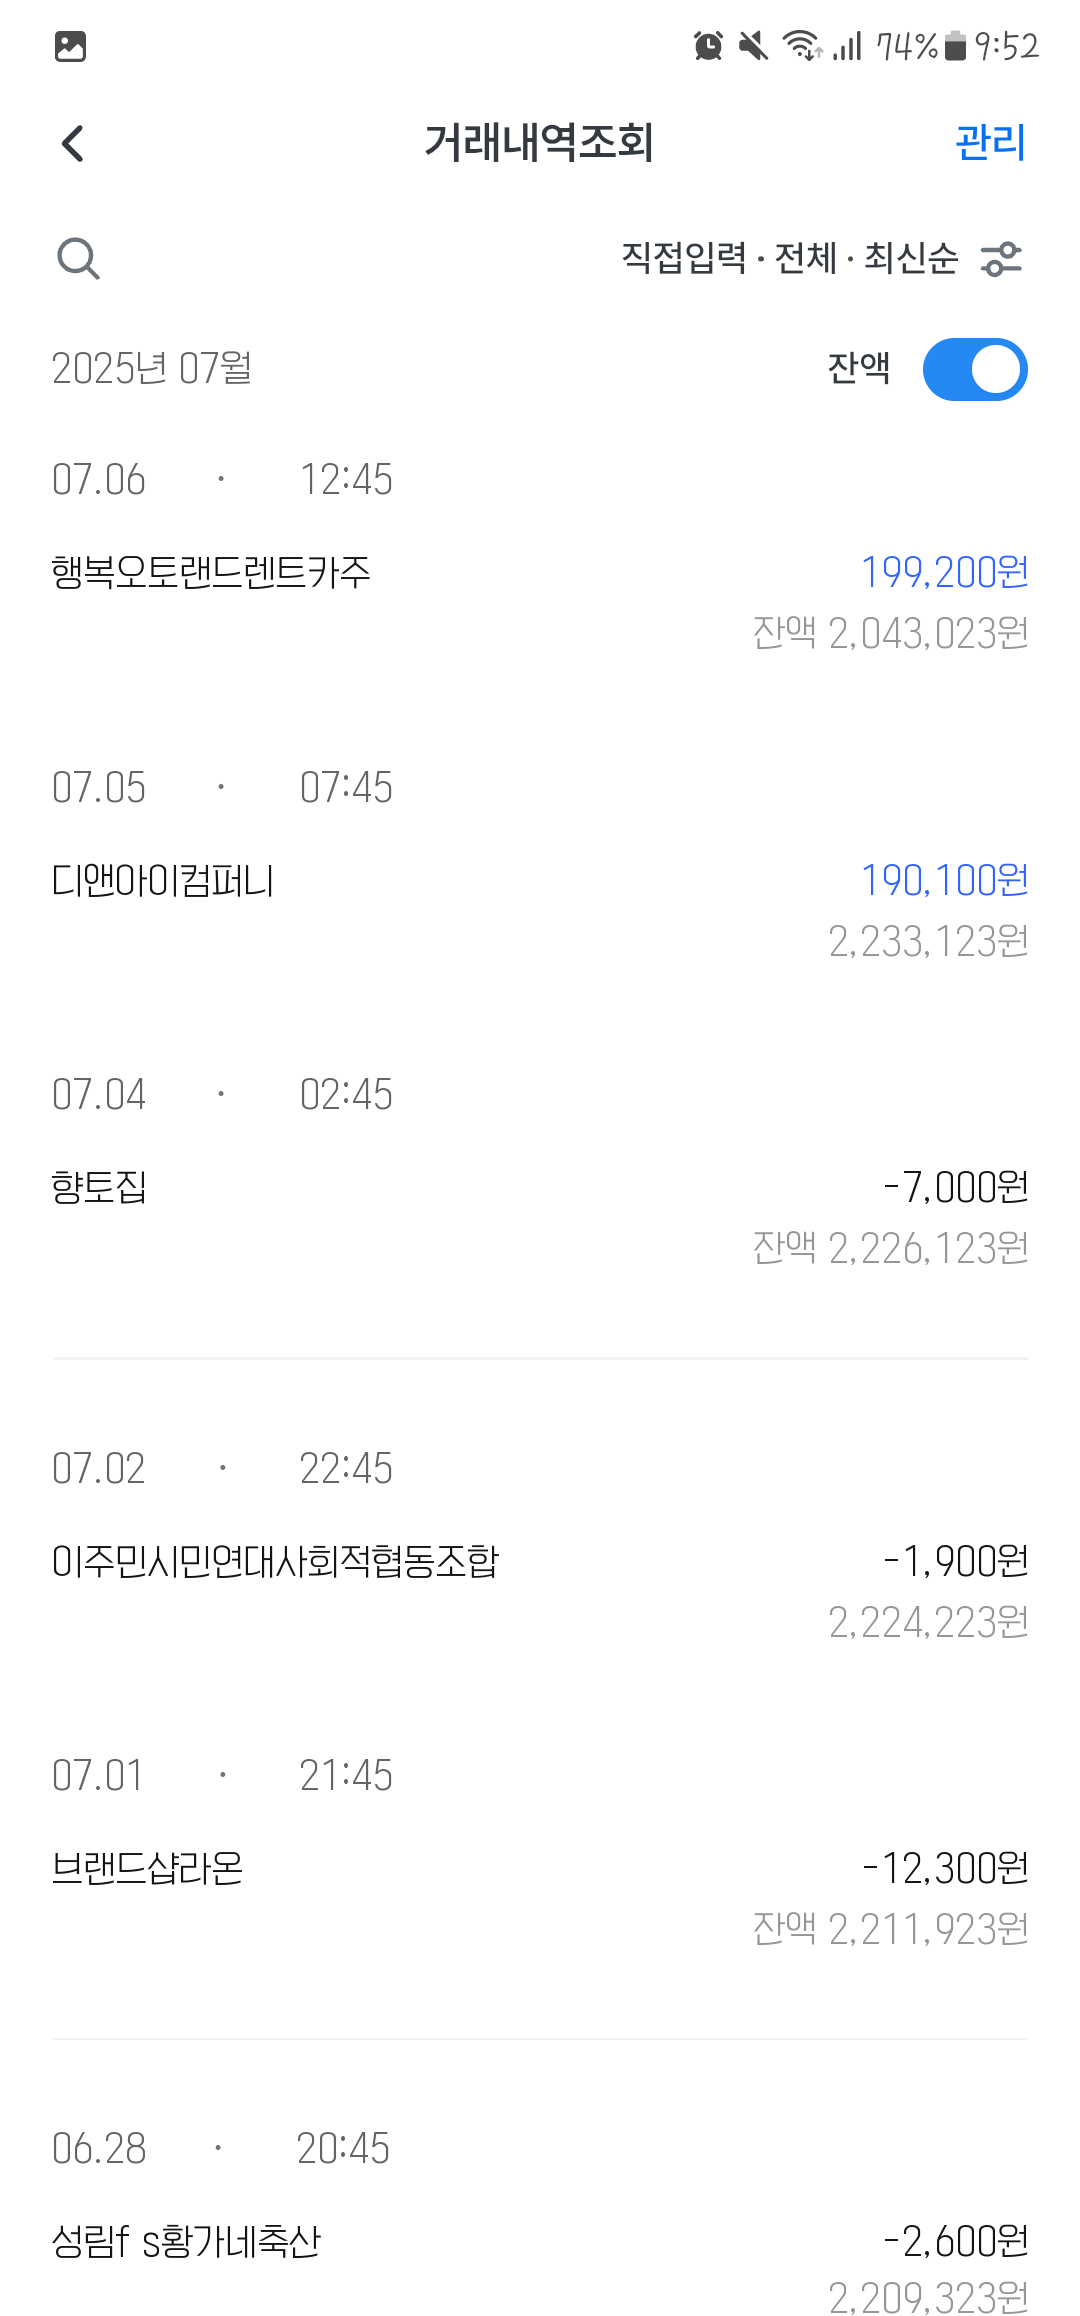 74% 9:52
거래내역조회 관리
직접입력 · 전체 · 최신순
2025년 07월 잔액
07.06 · 12:45
행복오토랜드렌트카주 199,200원
잔액 2,043,023원
07.05 · 07:45
디앤아이컴퍼니 190,100원
2,233,123원
07.04 · 02:45
향토집 -7,000원
잔액 2,226,123원
07.02 · 22:45
이주민시민연대사회적협동조합 -1,900원
2,224,223원
07.01 · 21:45
브랜드샵라온 -12,300원
잔액 2,211,923원
06.28 · 20:45
성림f s황가네축산 -2,600원
2,209,323원